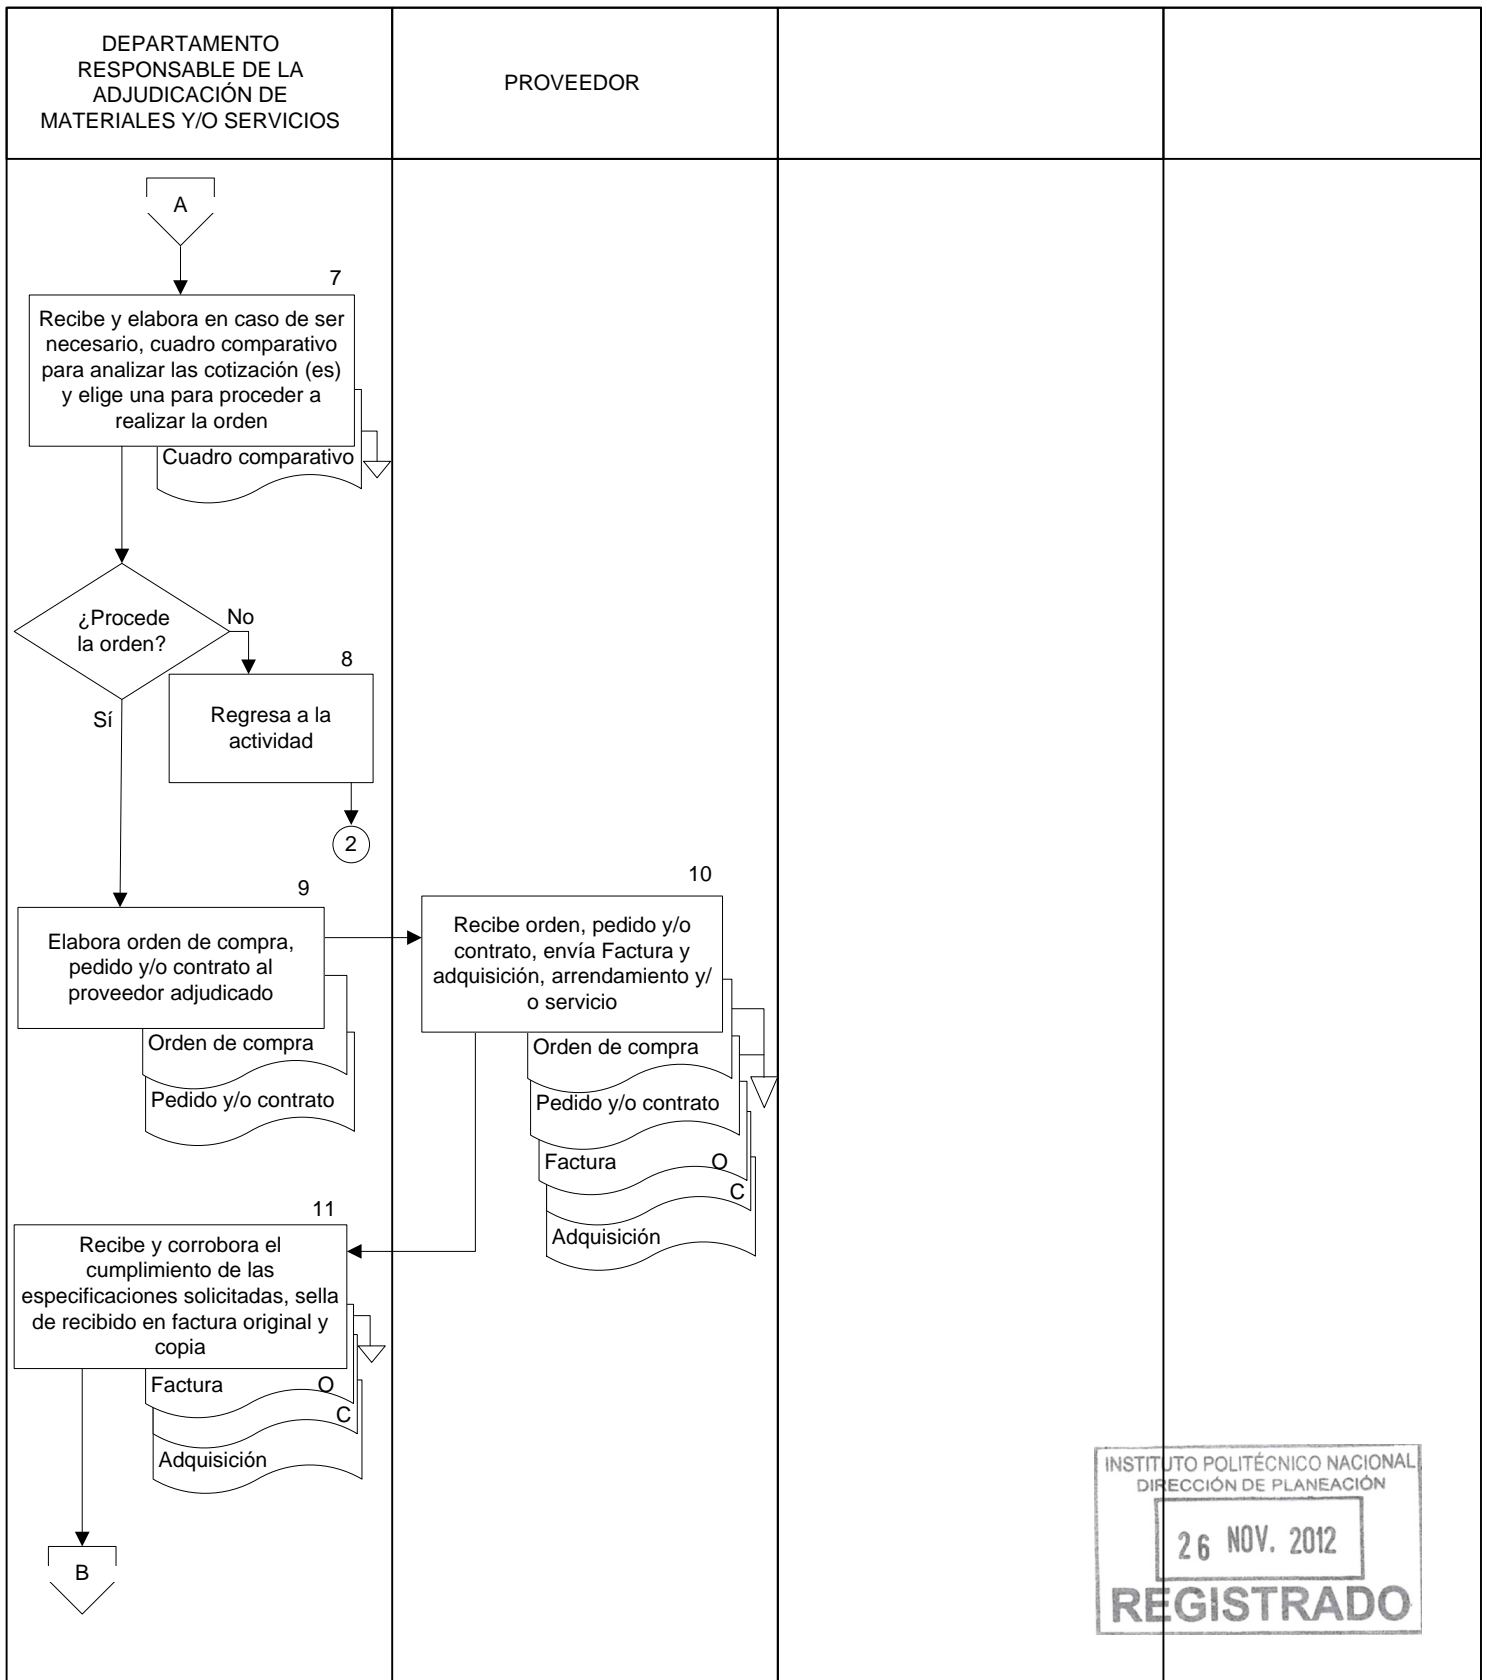 DEPARTAMENTO
RESPONSABLE DE LA
ADJUDICACIÓN DE
MATERIALES Y/O SERVICIOS
PROVEEDOR
A
7
Recibe y elabora en caso de ser
necesario, cuadro comparativo
para analizar las cotización (es)
y elige una para proceder a
realizar la orden
Cuadro comparativo
¿Procede
la orden?
No
Sí
8
Regresa a la
actividad
2
9
Elabora orden de compra,
pedido y/o contrato al
proveedor adjudicado
Orden de compra
Pedido y/o contrato
10
Recibe orden, pedido y/o
contrato, envía Factura y
adquisición, arrendamiento y/
o servicio
Orden de compra
Pedido y/o contrato
Factura O
C
Adquisición
11
Recibe y corrobora el
cumplimiento de las
especificaciones solicitadas, sella
de recibido en factura original y
copia
Factura O
C
Adquisición
B
INSTITUTO POLITÉCNICO NACIONAL
DIRECCIÓN DE PLANEACIÓN
26 NOV. 2012
REGISTRADO